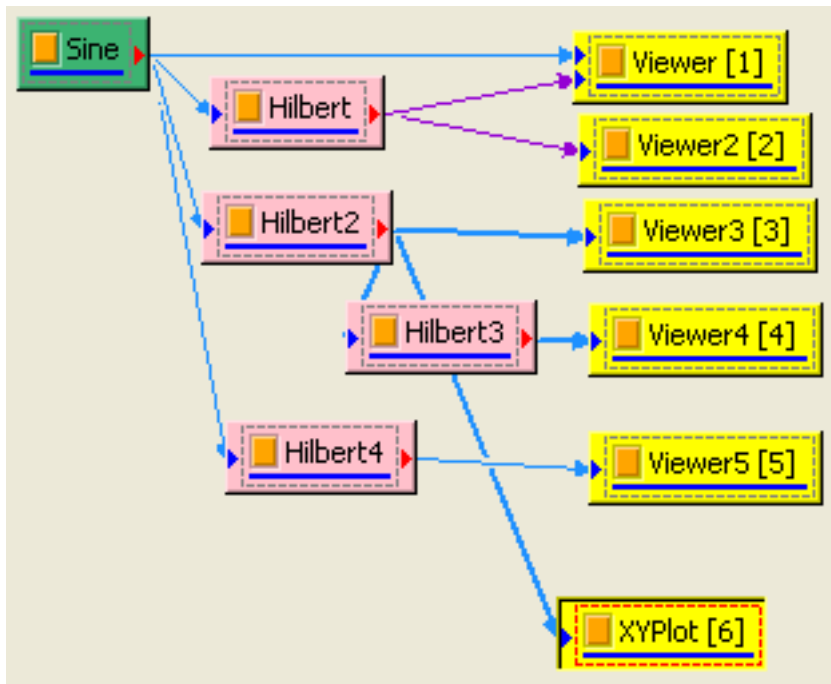 Sine
Viewer [1]
Hilbert
Viewer2 [2]
Hilbert2
Viewer3 [3]
Hilbert3
Viewer4 [4]
Hilbert4
Viewer5 [5]
XYPlot [6]